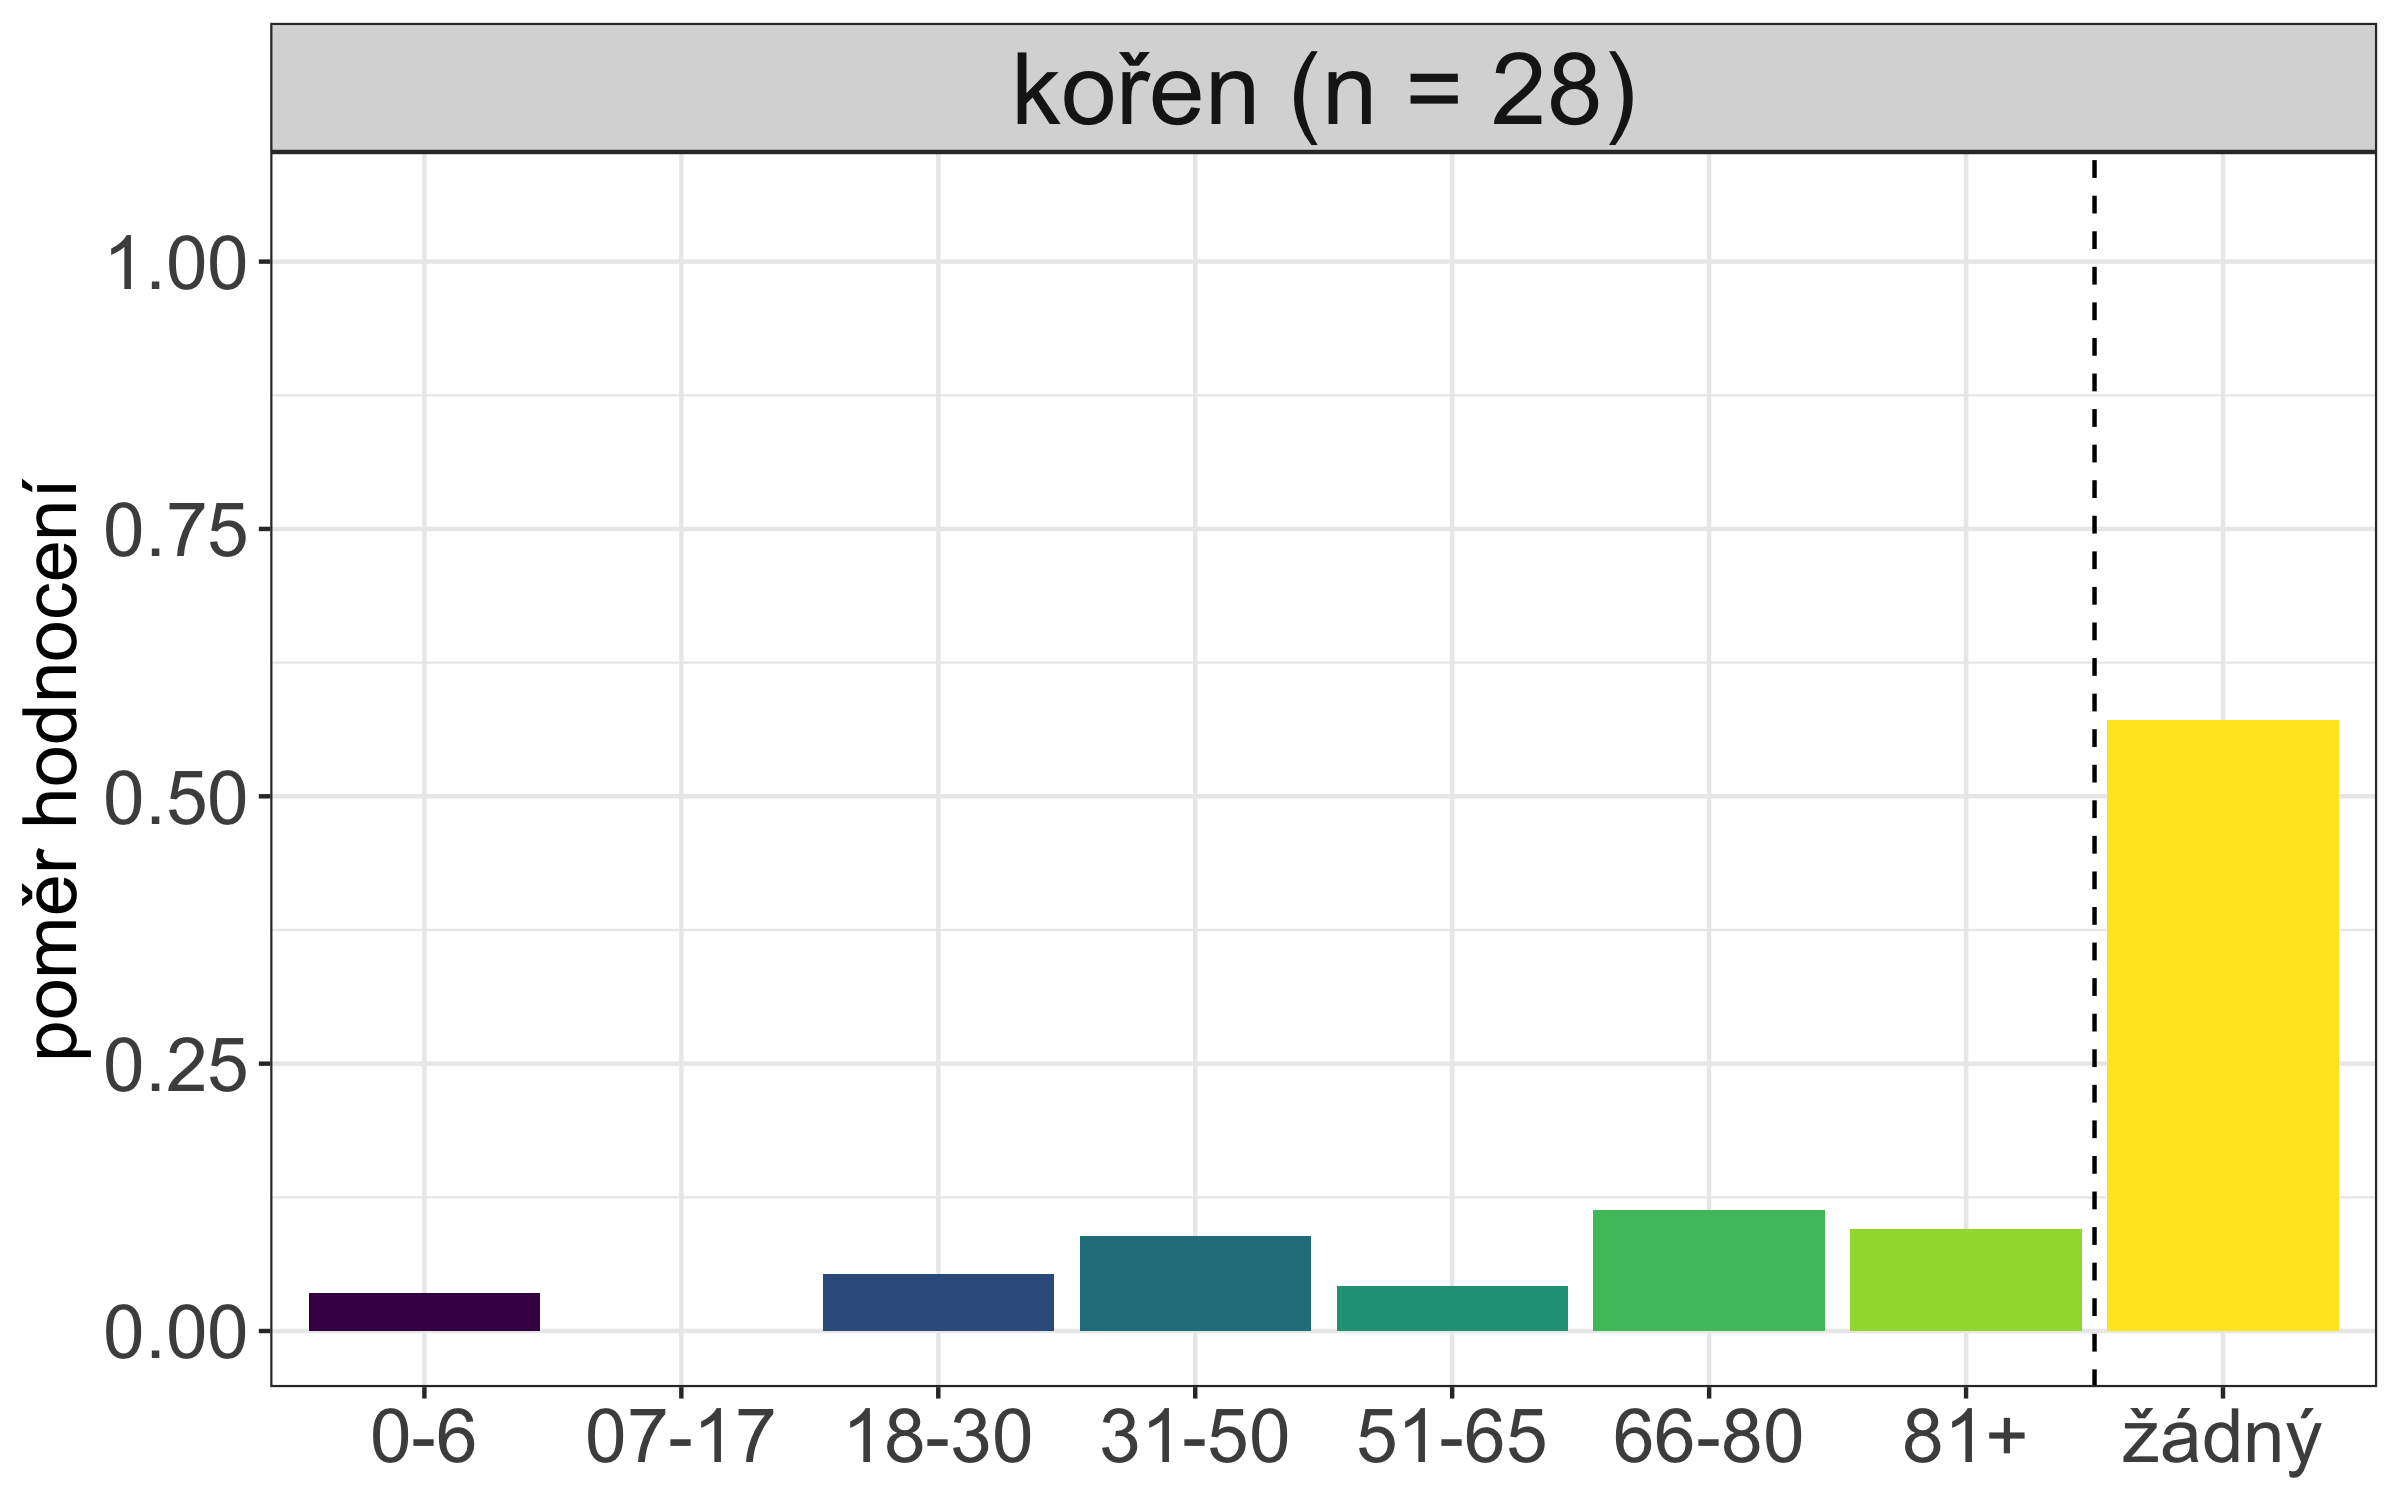 kořen (n = 28)
poměr hodnocení
1.00
0.75
0.50
0.25
0.00
0-6 07-17 18-30 31-50 51-65 66-80 81+ žádný